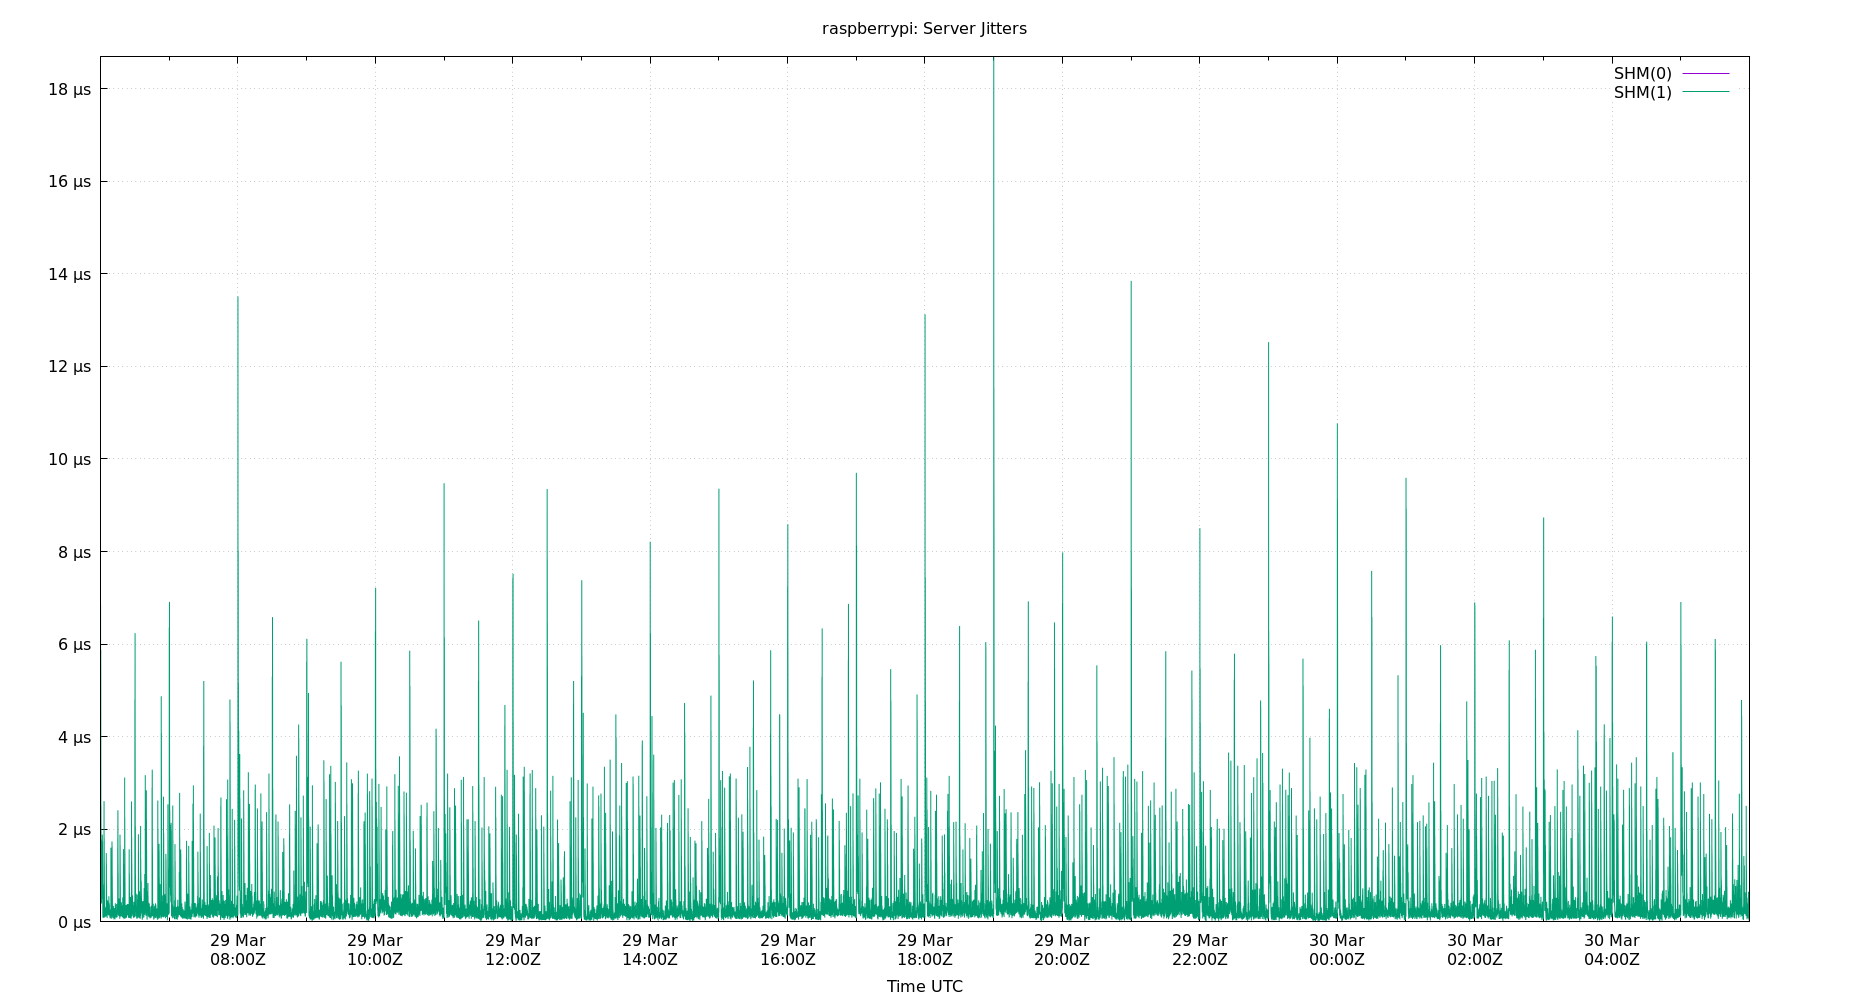 raspberrypi: Server Jitters
SHM(0)
SHM(1)
18 µs
16 µs
14 µs
12 µs
10 µs
8 µs
6 µs
4 µs
2 µs
0 µs
29 Mar 29 Mar 29 Mar 29 Mar 29 Mar 29 Mar 29 Mar 29 Mar 30 Mar 30 Mar 30 Mar
08:00Z 10:00Z 12:00Z 14:00Z 16:00Z 18:00Z 20:00Z 22:00Z 00:00Z 02:00Z 04:00Z
Time UTC